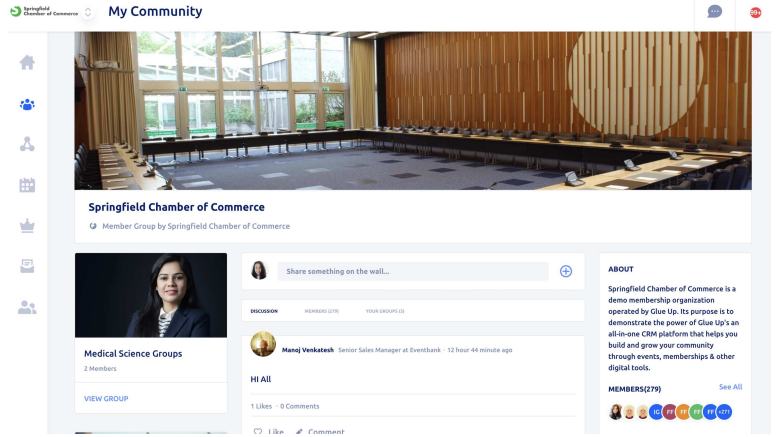 Springfield
Chamber of Commerce
My Community
99+
Springfield Chamber of Commerce
Member Group by Springfield Chamber of Commerce
Share something on the wall...
DISCUSSION MEMBERS (279) YOUR GROUPS (3)
Manoj Venkatesh Senior Sales Manager at Eventbank · 12 hour 44 minute ago
HI All
1 Likes · 0 Comments
Like Comment
Medical Science Groups
2 Members
VIEW GROUP
ABOUT
Springfield Chamber of Commerce is a
demo membership organization
operated by Glue Up. Its purpose is to
demonstrate the power of Glue Up's an
all-in-one CRM platform that helps you
build and grow your community
through events, memberships & other
digital tools.
MEMBERS(279) See All
IG FF FF FF FF +271